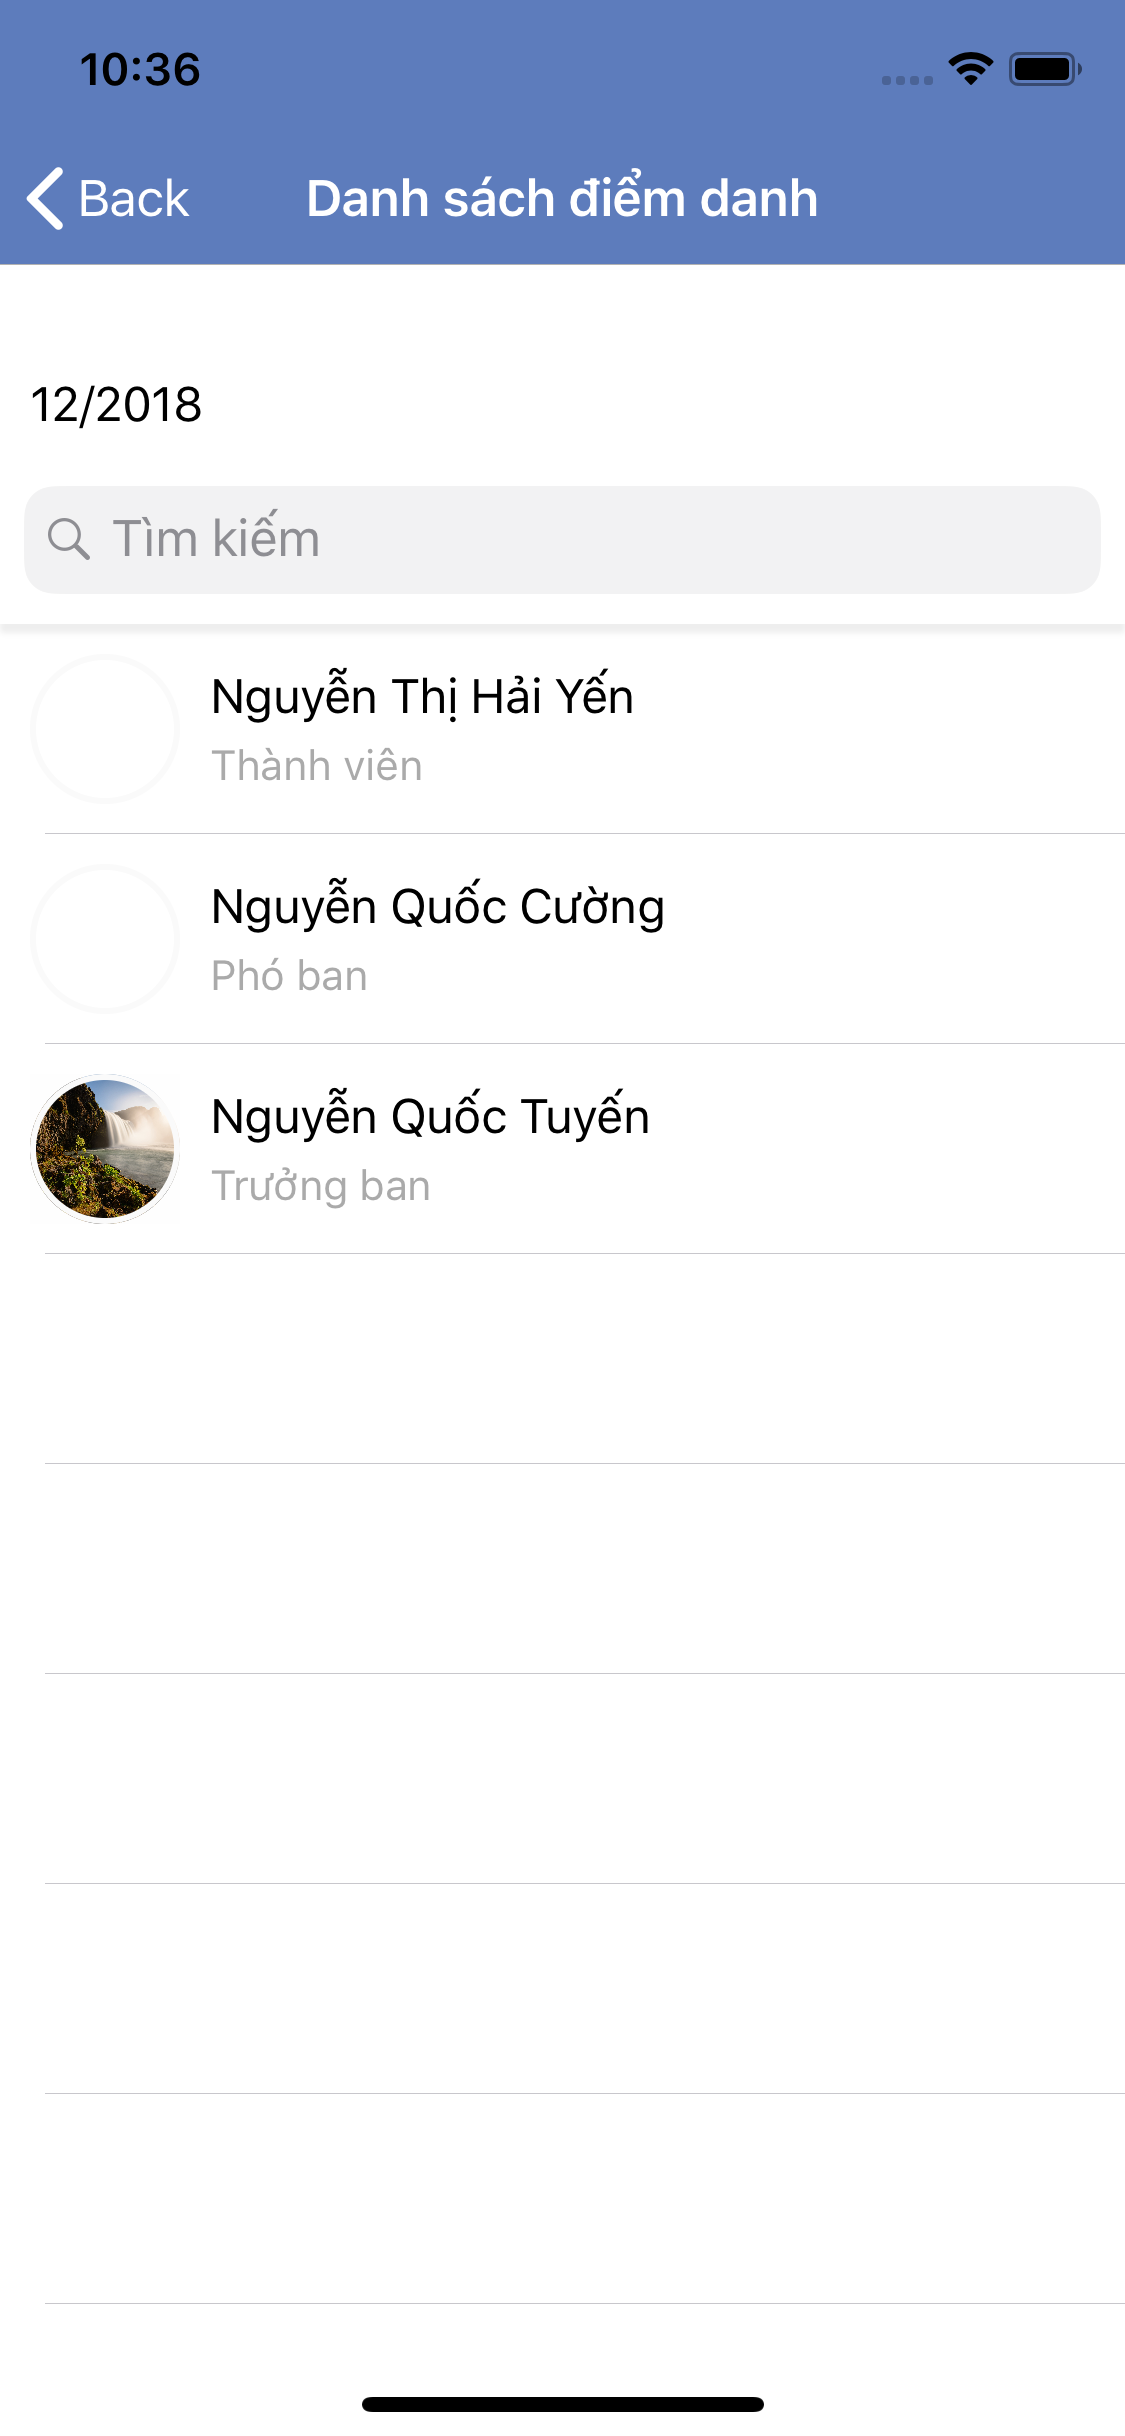 10:36
Back
Danh sách điểm danh
12/2018
Tìm kiếm
Nguyễn Thị Hải Yến
Thành viên
Nguyễn Quốc Cường
Phó ban
Nguyễn Quốc Tuyến
Trưởng ban